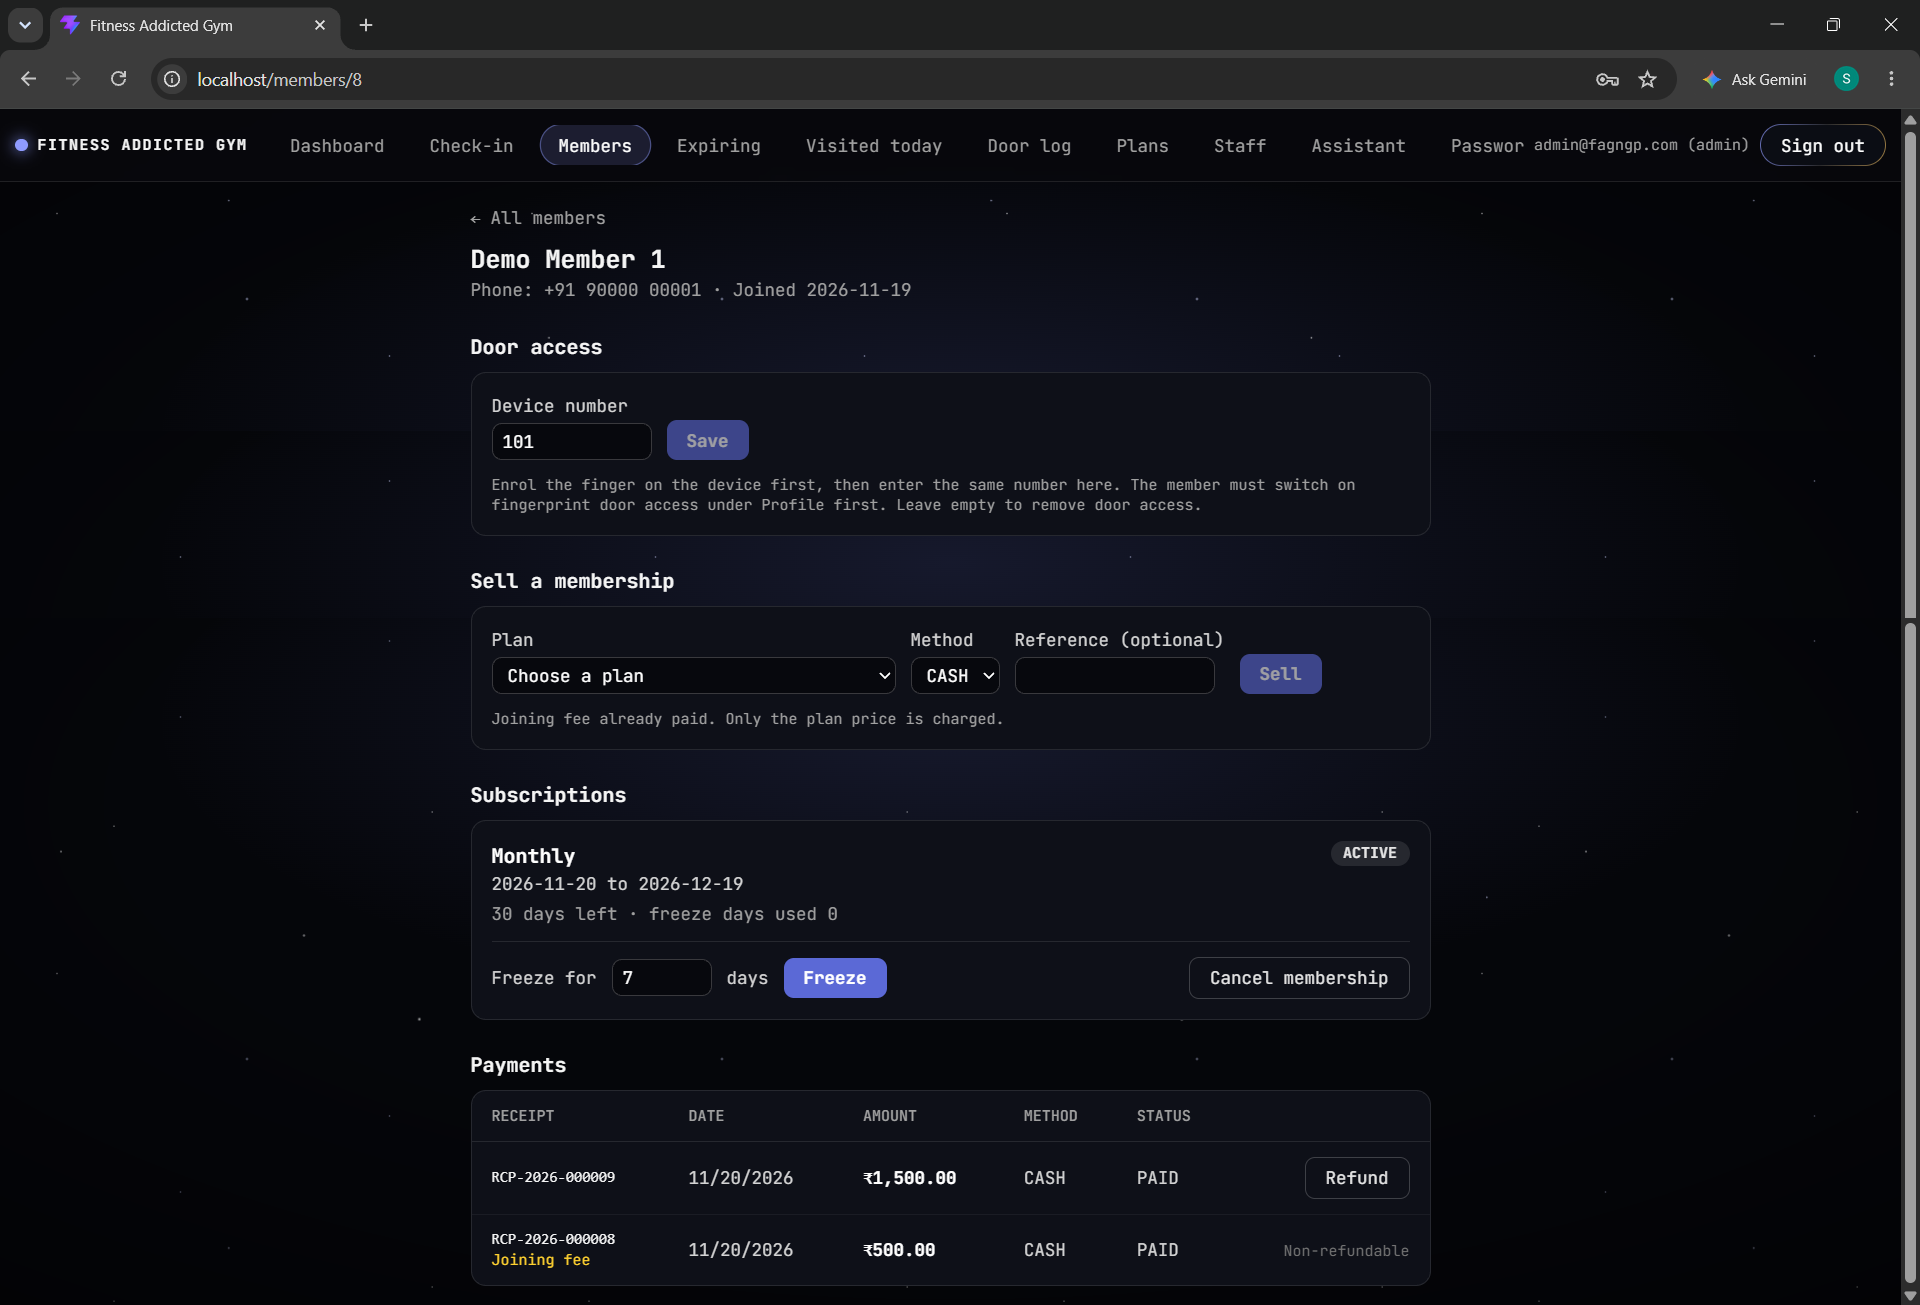 Fitness Addicted Gym
localhost/members/8
Ask Gemini
S
FITNESS ADDICTED GYM
Dashboard
Check-in
Members
Expiring
Visited today
Door log
Plans
Staff
Assistant
Passwor
admin@fagngp.com (admin)
Sign out
← All members
Demo Member 1
Phone: +91 90000 00001 · Joined 2026-11-19
Door access
Device number
101
Save
Enrol the finger on the device first, then enter the same number here. The member must switch on
fingerprint door access under Profile first. Leave empty to remove door access.
Sell a membership
Plan
Method
Reference (optional)
Choose a plan
CASH
Sell
Joining fee already paid. Only the plan price is charged.
Subscriptions
Monthly
ACTIVE
2026-11-20 to 2026-12-19
30 days left · freeze days used 0
Freeze for 7 days
Freeze
Cancel membership
Payments
RECEIPT DATE AMOUNT METHOD STATUS
RCP-2026-000009 11/20/2026 ₹1,500.00 CASH PAID Refund
RCP-2026-000008
Joining fee
11/20/2026 ₹500.00 CASH PAID Non-refundable